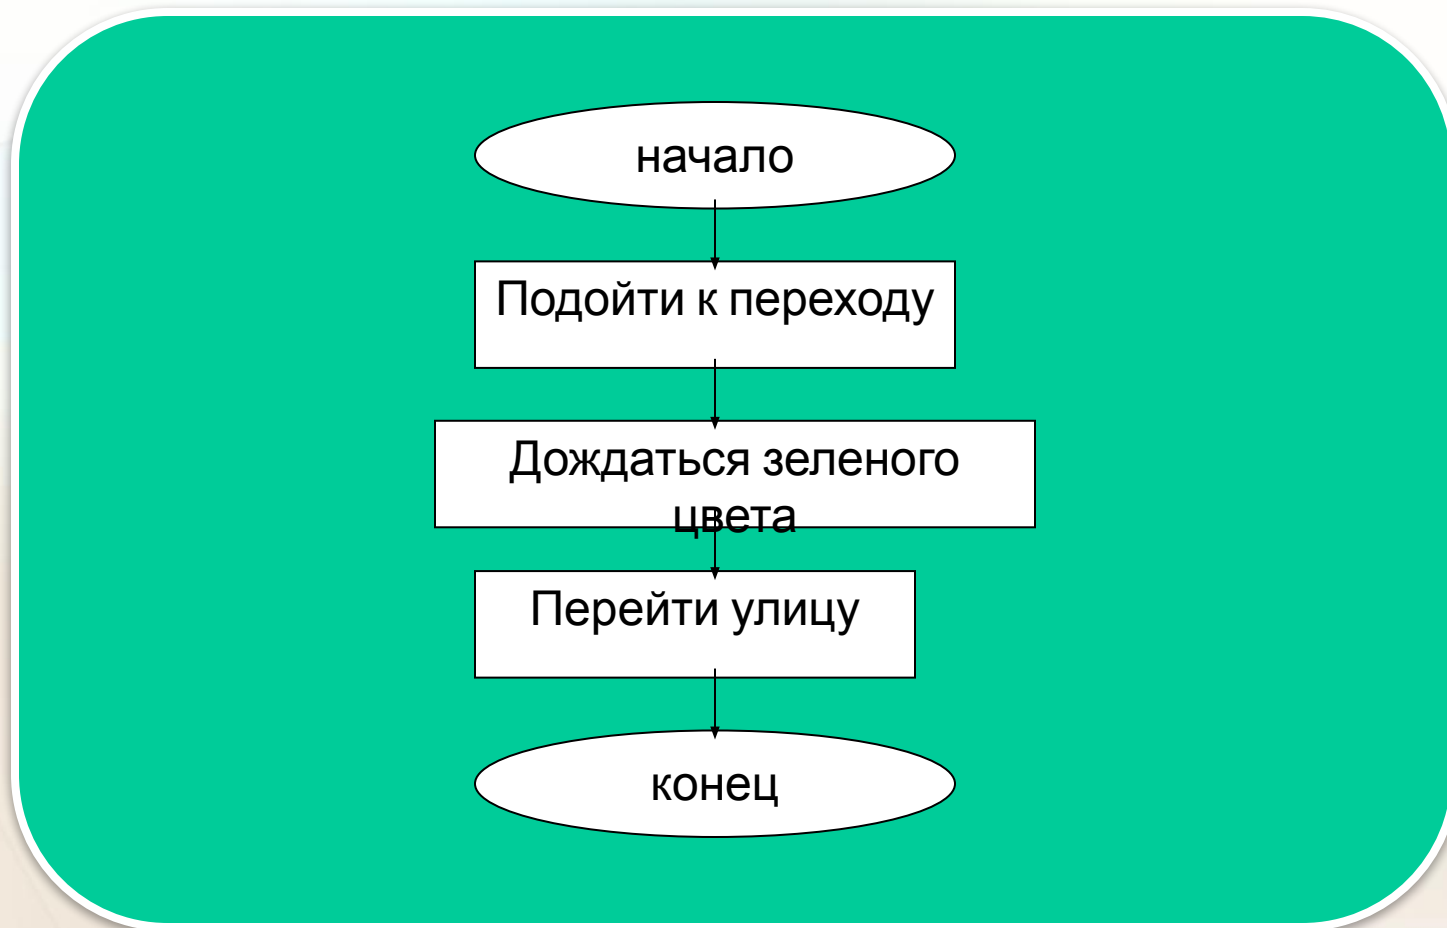 начало
Подойти к переходу
Дождаться зеленого
цвета
Перейти улицу
конец